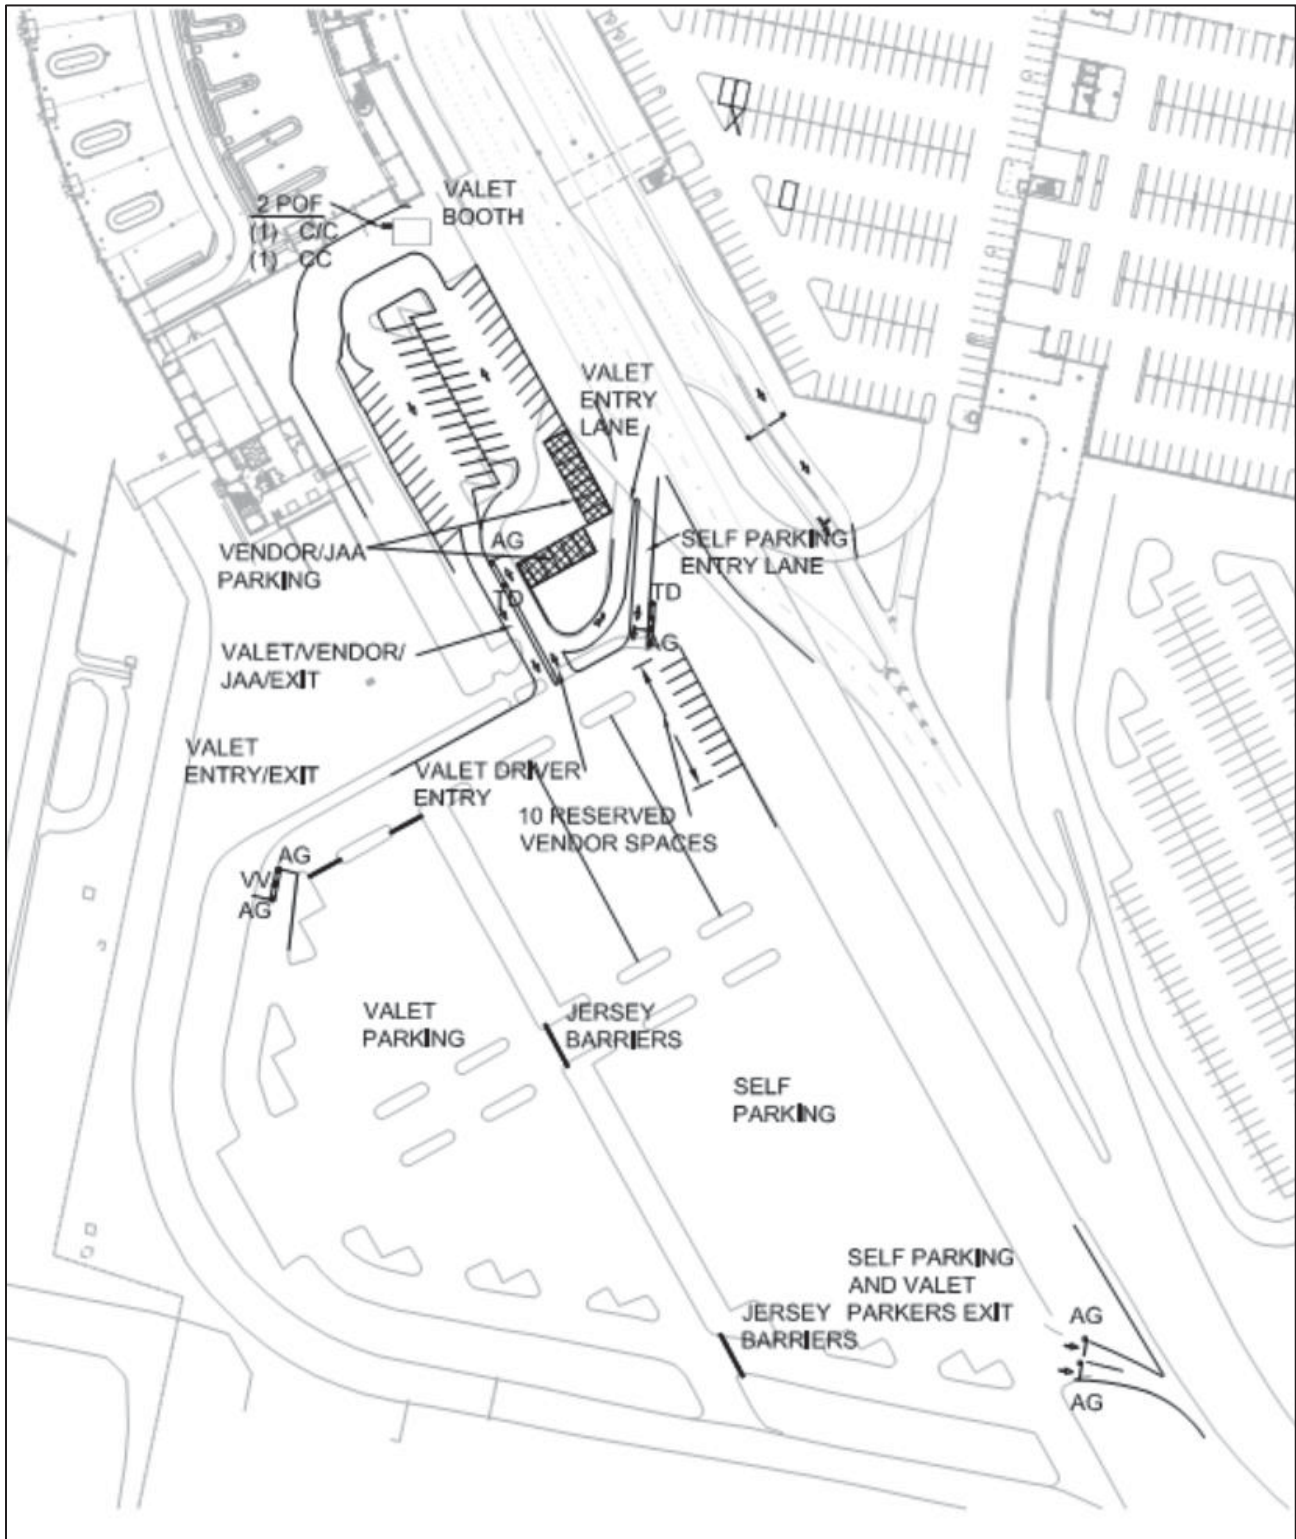 VALET
BOOTH
2 POF
(1) C/C
(1) CC
VALET
ENTRY
LANE
VENDOR/JAA
PARKING
AG
SELF PARKING
ENTRY LANE
TD
TD
AG
VALET/VENDOR/
JAA/EXIT
VALET
ENTRY/EXIT
VALET DRIVER
ENTRY
10 RESERVED
VENDOR SPACES
AG
VV
AG
VALET
PARKING
JERSEY
BARRIERS
SELF
PARKING
SELF PARKING
AND VALET
PARKERS EXIT
JERSEY
BARRIERS
AG
AG